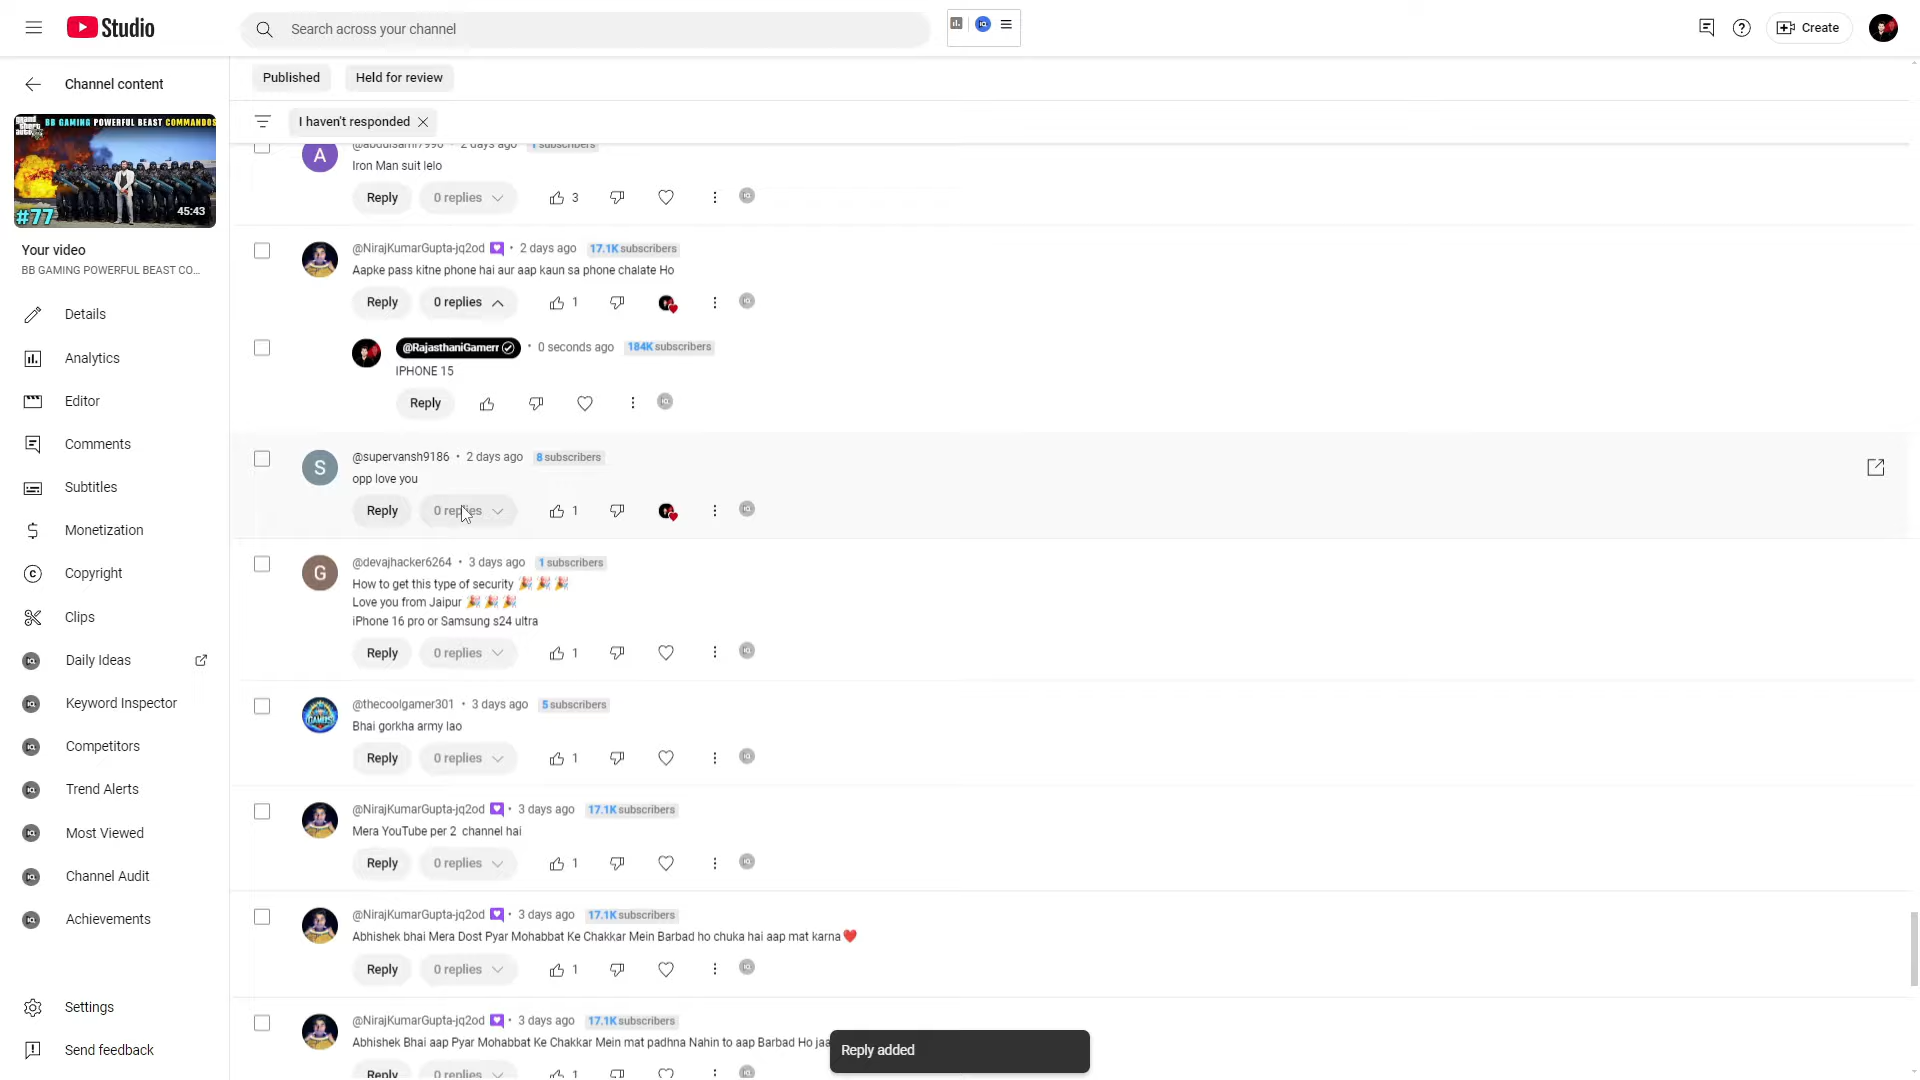 Studio
Search across your channel
Create
Channel content
Published
Held for review
I haven't responded
grand
BB GAMING POWERFUL BEAST COMMANDOS
#77
45:43
Your video
BB GAMING POWERFUL BEAST CO...
Details
Analytics
Editor
Comments
Subtitles
Monetization
Copyright
Clips
Daily Ideas
Keyword Inspector
Competitors
Trend Alerts
Most Viewed
Channel Audit
Achievements
Settings
Send feedback
A
@abdulsami7996 • 2 days ago 1 subscribers
Iron Man suit lelo
Reply 0 replies 3
@NirajKumarGupta-jq2od • 2 days ago 17.1K subscribers
Aapke pass kitne phone hai aur aap kaun sa phone chalate Ho
Reply 0 replies 1
@RajasthaniGamerr • 0 seconds ago 184K subscribers
IPHONE 15
Reply
S
@supervansh9186 • 2 days ago 8 subscribers
opp love you
Reply 0 replies 1
G
@devajhacker6264 • 3 days ago 1 subscribers
How to get this type of security 🎉 🎉 🎉
Love you from Jaipur 🎉 🎉 🎉
iPhone 16 pro or Samsung s24 ultra
Reply 0 replies 1
@thecoolgamer301 • 3 days ago 5 subscribers
Bhai gorkha army lao
Reply 0 replies 1
@NirajKumarGupta-jq2od • 3 days ago 17.1K subscribers
Mera YouTube per 2 channel hai
Reply 0 replies 1
@NirajKumarGupta-jq2od • 3 days ago 17.1K subscribers
Abhishek bhai Mera Dost Pyar Mohabbat Ke Chakkar Mein Barbad ho chuka hai aap mat karna❤️
Reply 0 replies 1
@NirajKumarGupta-jq2od • 3 days ago 17.1K subscribers
Abhishek Bhai aap Pyar Mohabbat Ke Chakkar Mein mat padhna Nahin to aap Barbad Ho jaa
Reply 0 replies 1
Reply added